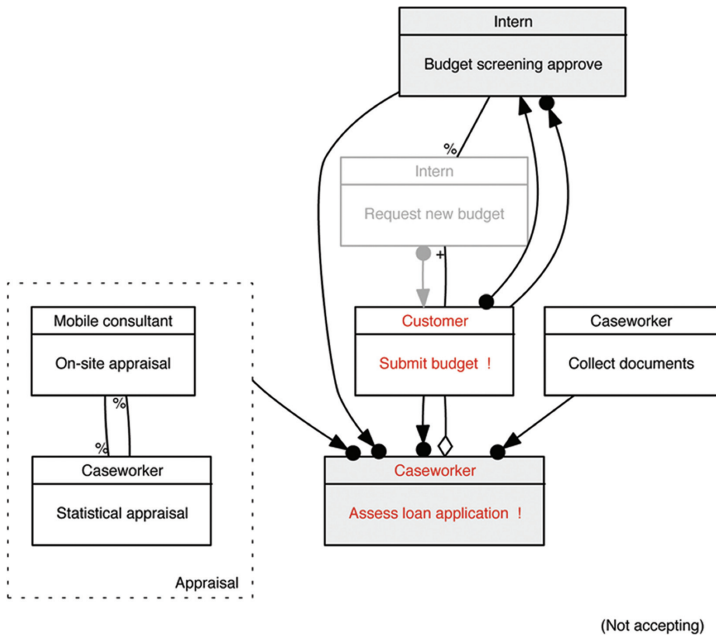 Intern
Budget screening approve
%
Intern
Request new budget
+
Mobile consultant
On-site appraisal
Customer
Submit budget !
Caseworker
Collect documents
%
%
Caseworker
Statistical appraisal
Caseworker
Assess loan application !
Appraisal
(Not accepting)